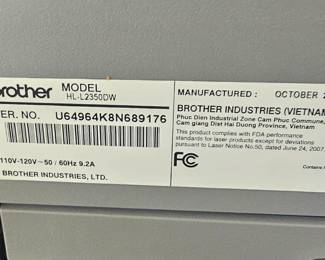 brother MODEL
HL-L2350DW
ER. NO. U64964K8N689176
110V-120V~50/60Hz 9.2A
BROTHER INDUSTRIES, LTD.
MANUFACTURED: OCTOBER 2
BROTHER INDUSTRIES (VIETNAM
Phuc Dien Industrial Zone Cam Phuc Commune,
Cam giang Dist Hai Duong Province, Vietnam
This product complies with FDA performance
standards for laser products except for deviations
pursuant to Laser Notice No.50, dated June 24, 2007.
FC